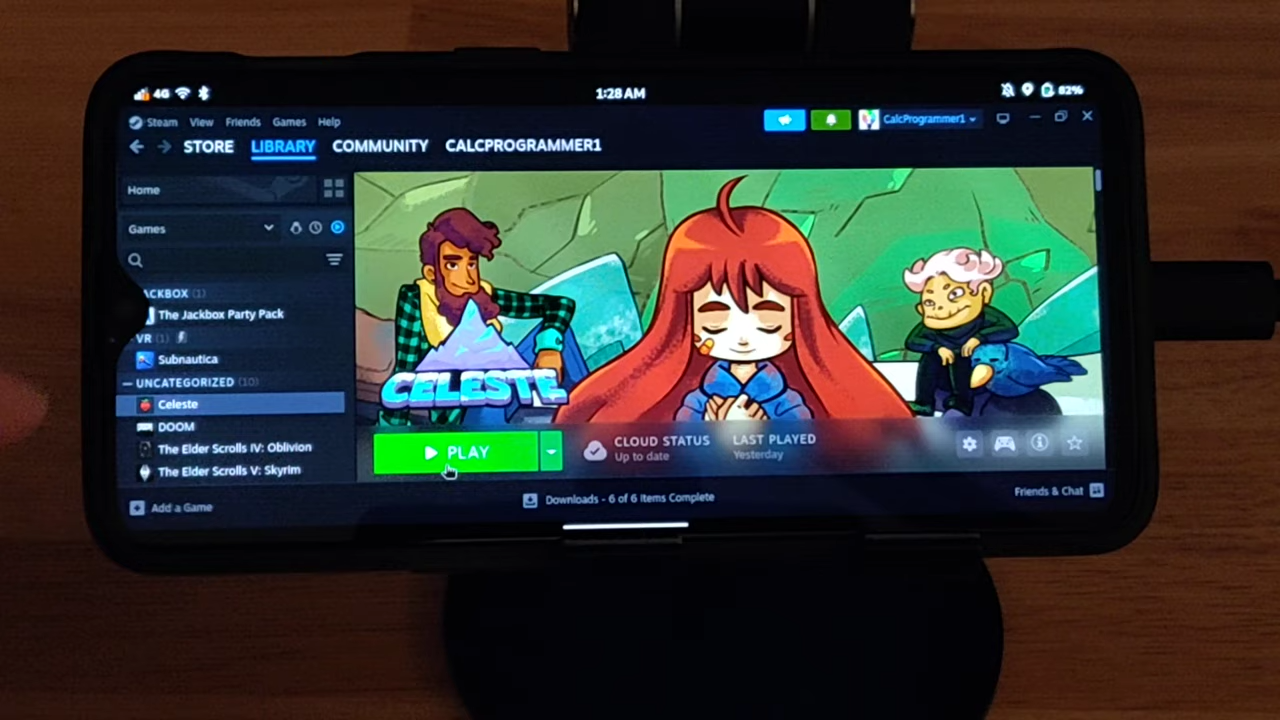 4G 1:28 AM 82%
Steam View Friends Games Help CalcProgrammer1
STORE LIBRARY COMMUNITY CALCPROGRAMMER1
Home
Games
ACKBOX (1)
The Jackbox Party Pack
VR (1)
Subnautica
UNCATEGORIZED (10)
Celeste
DOOM
The Elder Scrolls IV: Oblivion
The Elder Scrolls V: Skyrim
CELESTE
PLAY
CLOUD STATUS
Up to date
LAST PLAYED
Yesterday
Add a Game
Downloads - 6 of 6 Items Complete
Friends & Chat